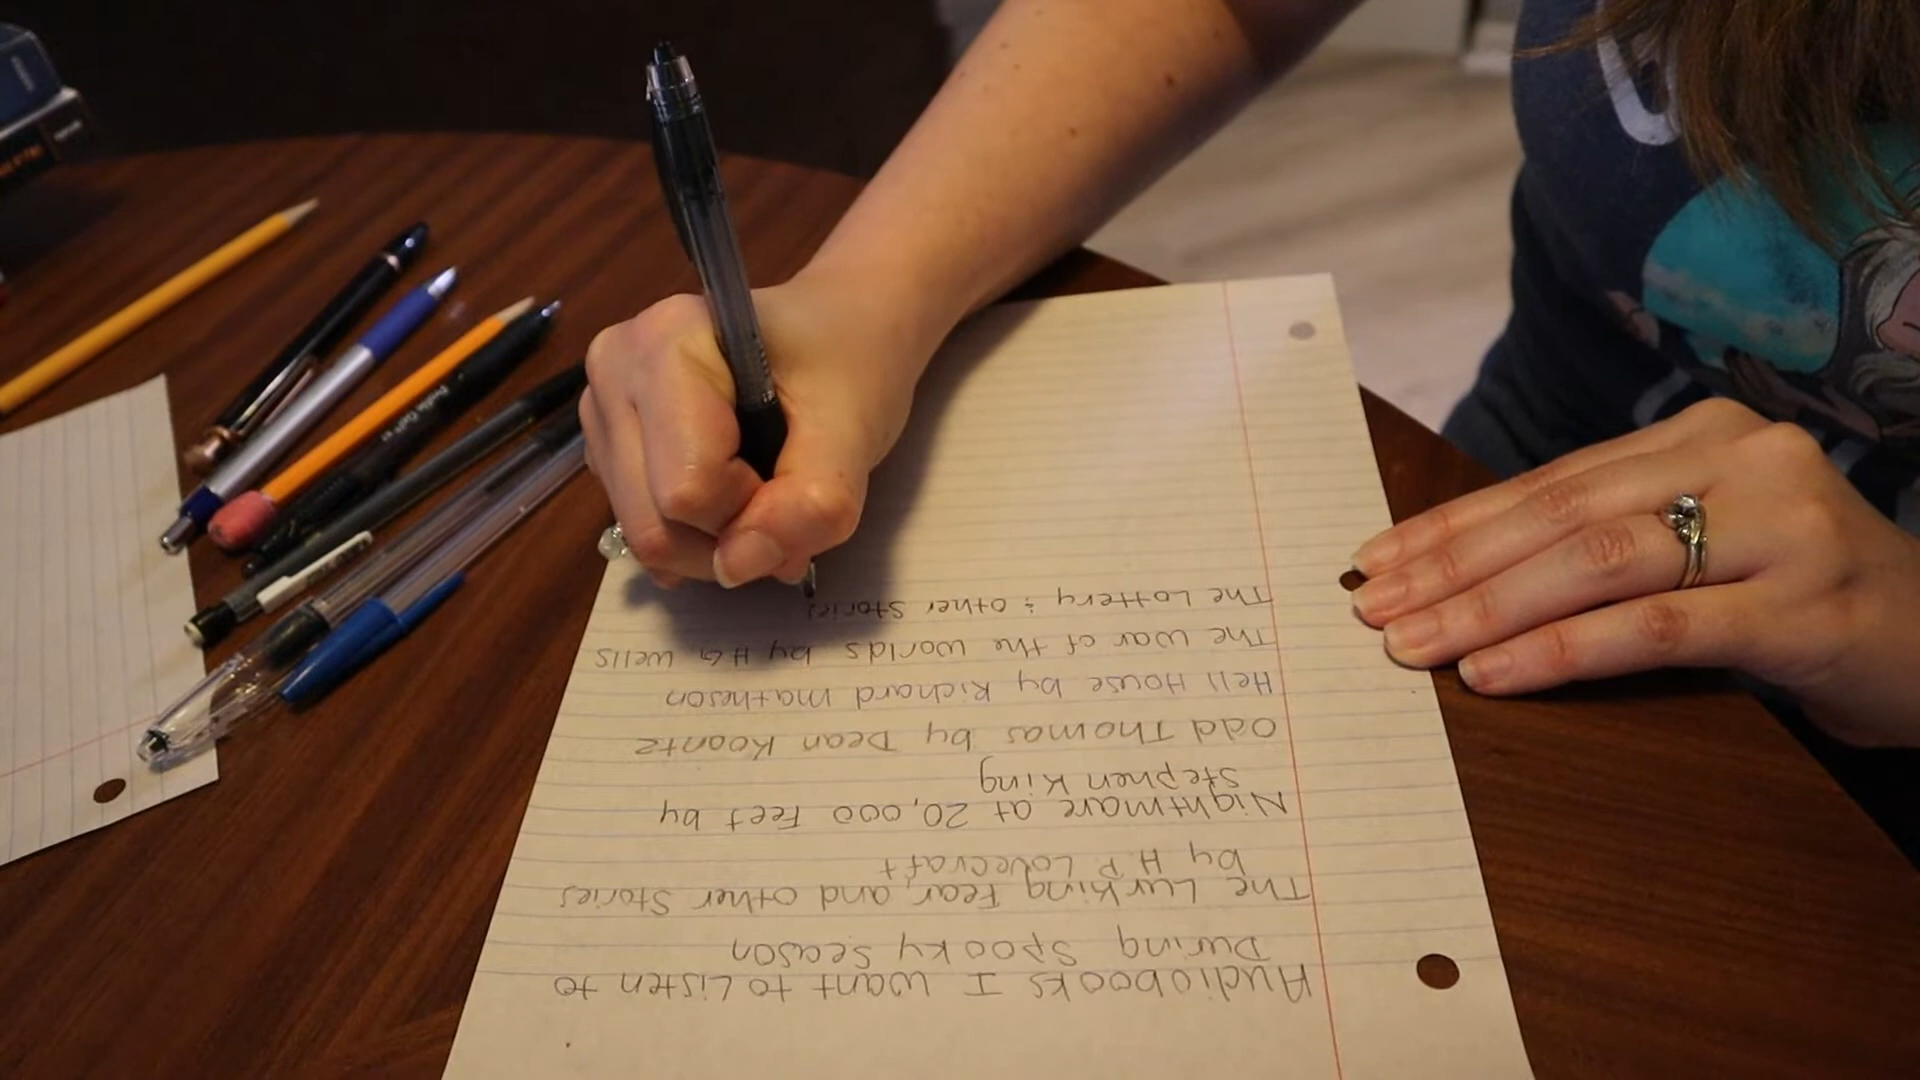 Audiobooks I want to Listen to
During Spooky Season
The Lurking Fear and other Stories
by H.P. Lovecraft
Nightmare at 20,000 Feet by
Stephen King
Odd Thomas by Dean Koontz
Hell House by Richard Matheson
The War of the Worlds by H.G. Wells
The Lottery & other Stories